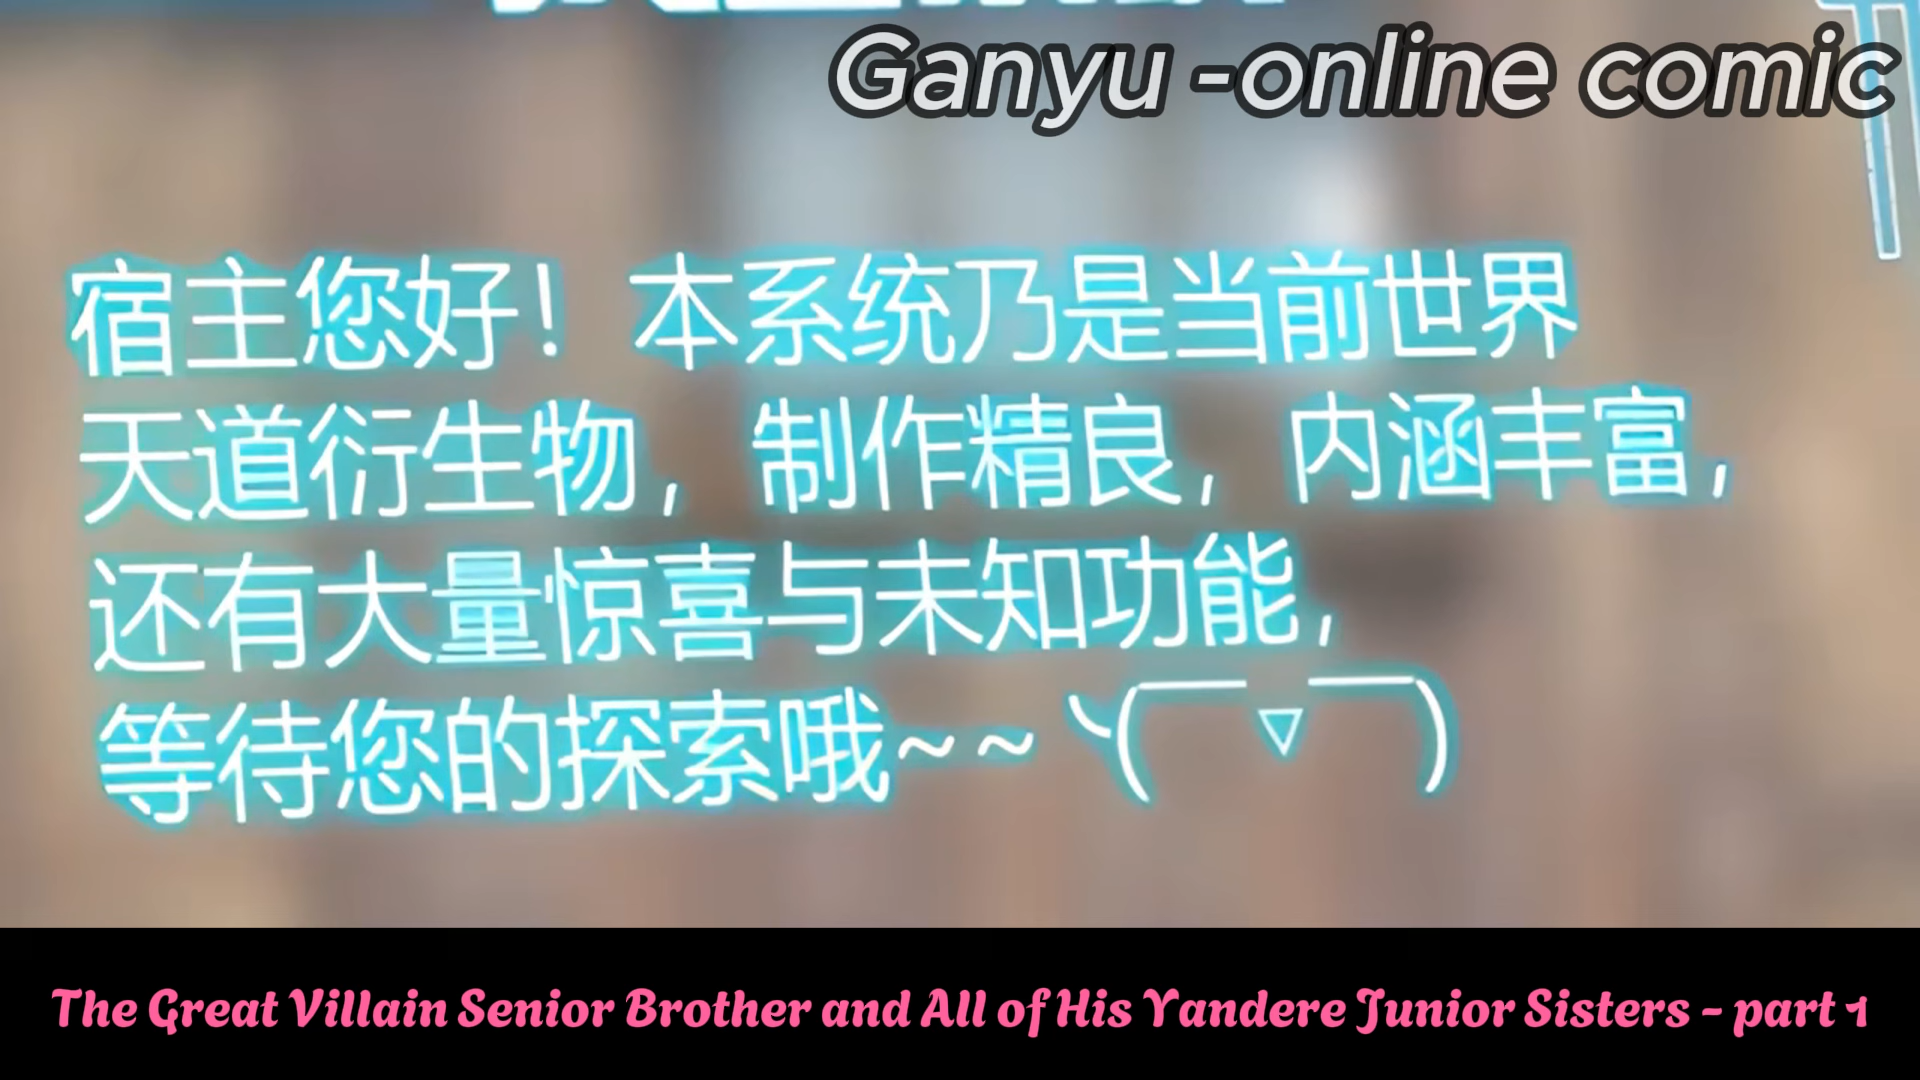 Ganyu -online comic
宿主您好！本系统乃是当前世界
天道衍生物，制作精良，内涵丰富，
还有大量惊喜与未知功能，
等待您的探索哦~~ ヽ(￣▽￣)
The Great Villain Senior Brother and All of His Yandere Junior Sisters - part 1